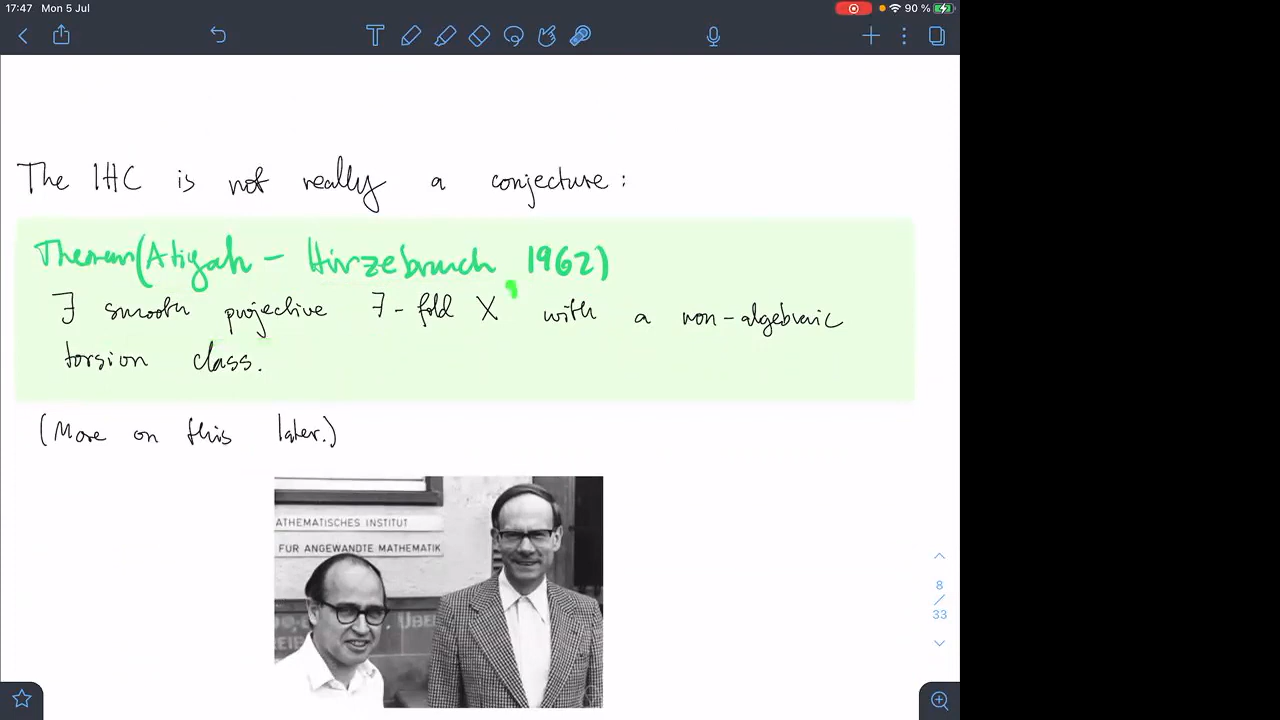 17:47 Mon 5 Jul
90 %
The IHC is not really a conjecture:
Theorem (Atiyah - Hirzebruch, 1962)
∃ smooth projective 7-fold X with a non-algebraic
torsion class.
(More on this later.)
ATHEMATISCHES INSTITUT
FÜR ANGEWANDTE MATHEMATIK
8
/
33